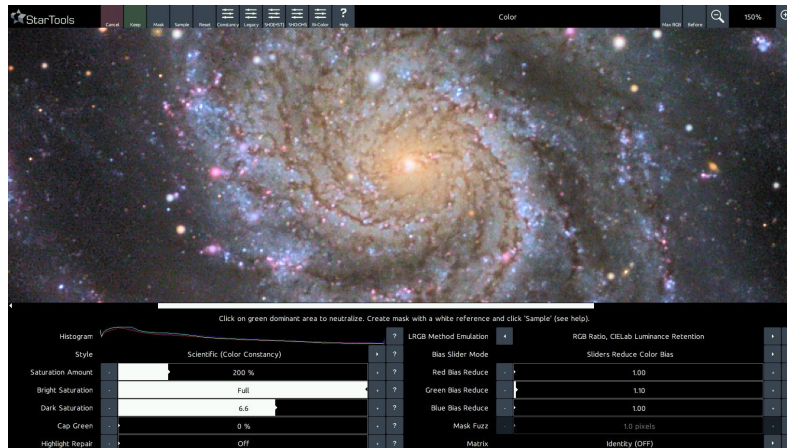 StarTools
Cancel Keep Mask Sample Reset Constancy Legacy SHO(HST) SHO:OHS Bi-Color Help
Color
Max RGB Before 150%
Click on green dominant area to neutralize. Create mask with a white reference and click 'Sample' (see help).
Histogram ? LRGB Method Emulation RGB Ratio, CIELab Luminance Retention
Style Scientific (Color Constancy) ? Bias Slider Mode Sliders Reduce Color Bias
Saturation Amount - 200 % + ? Red Bias Reduce - 1.00
Bright Saturation - Full + ? Green Bias Reduce - 1.10
Dark Saturation - 6.6 + ? Blue Bias Reduce - 1.00
Cap Green - 0 % + ? Mask Fuzz - 1.0 pixels
Highlight Repair Off ? Matrix Identity (OFF)